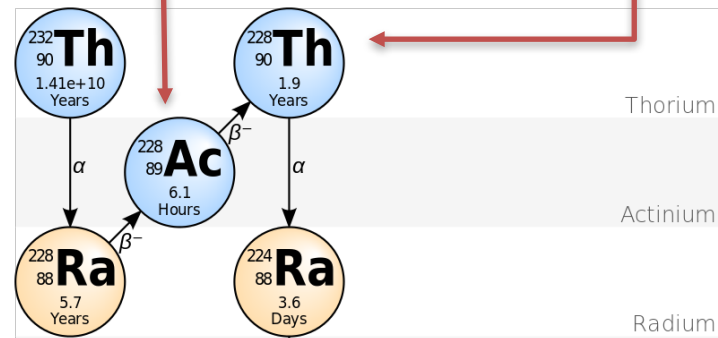 232
90 Th
1.41e+10
Years
228
90 Th
1.9
Years
Thorium
α
β⁻
α
228
89 Ac
6.1
Hours
Actinium
β⁻
228
88 Ra
5.7
Years
224
88 Ra
3.6
Days
Radium